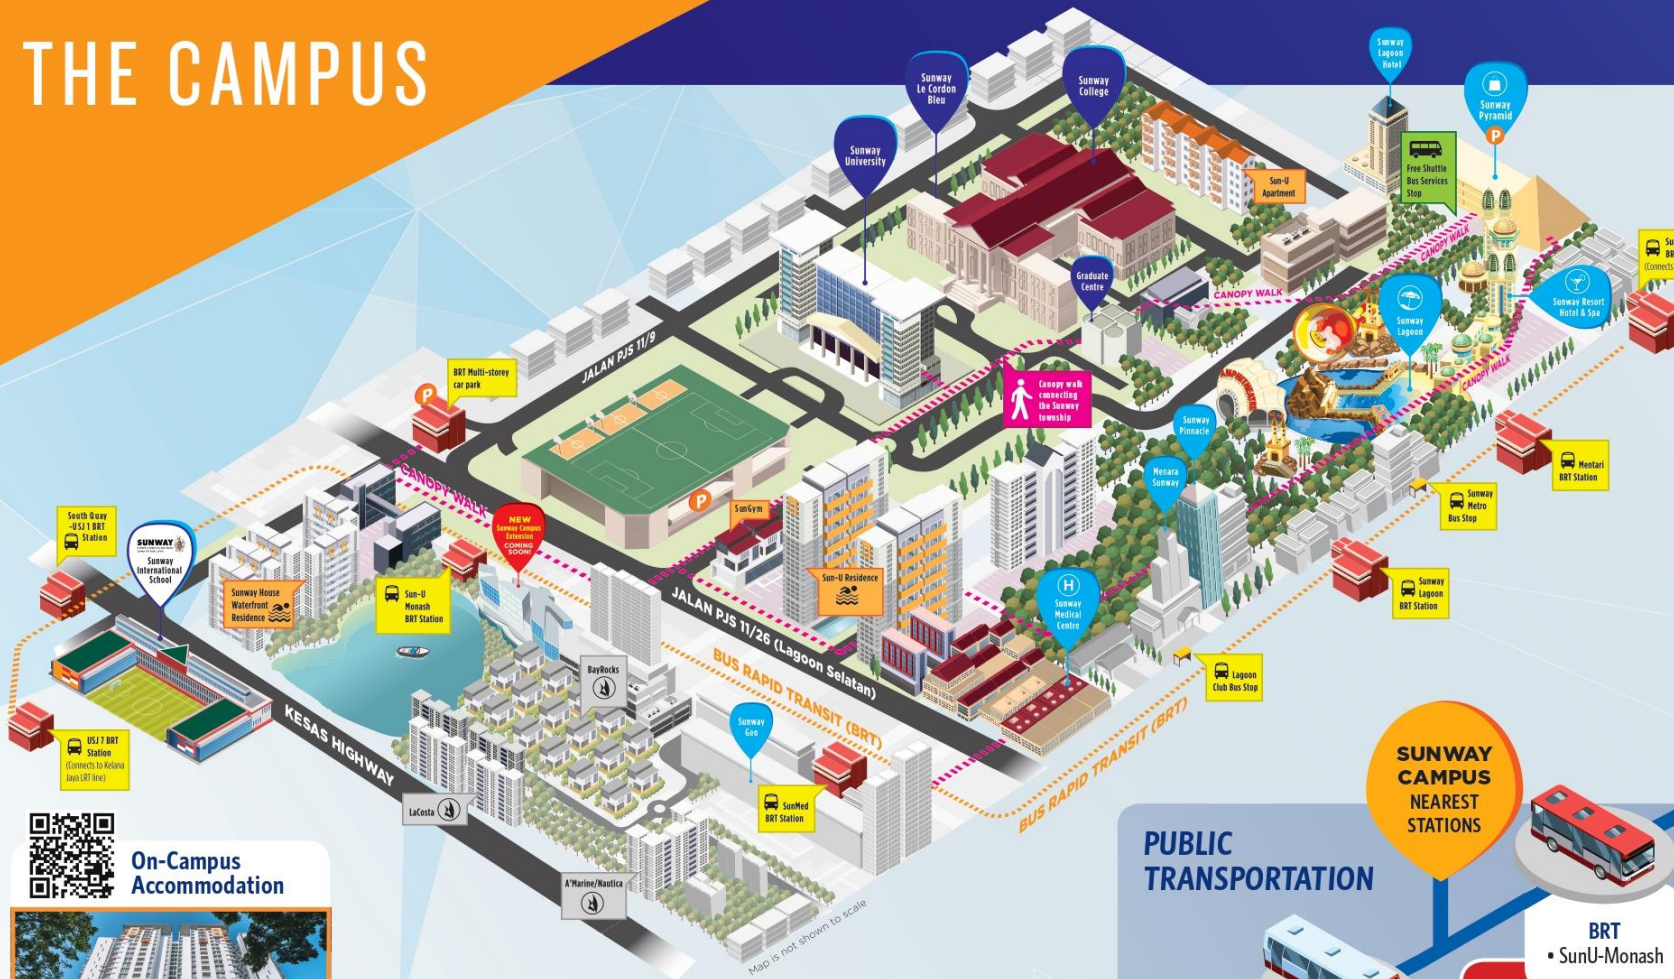 THE CAMPUS
Sunway
Lagoon
Hotel
Sunway
Pyramid
P
Sunway
Le Cordon
Bleu
Sunway
College
Sunway
University
Free Shuttle
Bus Services
Stop
Sun-U
Apartment
CANOPY WALK
Graduate
Centre
CANOPY WALK
Sunway Resort
Hotel & Spa
Sunway
Lagoon
(Connects
JALAN PJS 11/9
BRT Multi-storey
car park
P
Canopy walk
connecting
the Sunway
township
CANOPY WALK
Sunway
Pinnacle
Menara
Sunway
Mentari
BRT Station
Sunway
Metro
Bus Stop
CANOPY WALK
P
SunGym
NEW
Sunway Campus
Extension
COMING
SOON!
South Quay
-USJ 1 BRT
Station
SUNWAY
Sunway
International
School
Sunway House
Waterfront
Residence
Sun-U
Monash
BRT Station
Sun-U Residence
H
Sunway
Medical
Centre
Sunway
Lagoon
BRT Station
JALAN PJS 11/26 (Lagoon Selatan)
BUS RAPID TRANSIT (BRT)
BayRocks
Lagoon
Club Bus Stop
KESAS HIGHWAY
Sunway
Geo
USJ 7 BRT
Station
(Connects to Kelana
Jaya LRT line)
BUS RAPID TRANSIT (BRT)
LaCosta
SunMed
BRT Station
A'Marine/Nautica
Map is not shown to scale
On-Campus
Accommodation
SUNWAY
CAMPUS
NEAREST
STATIONS
PUBLIC
TRANSPORTATION
BRT
• SunU-Monash